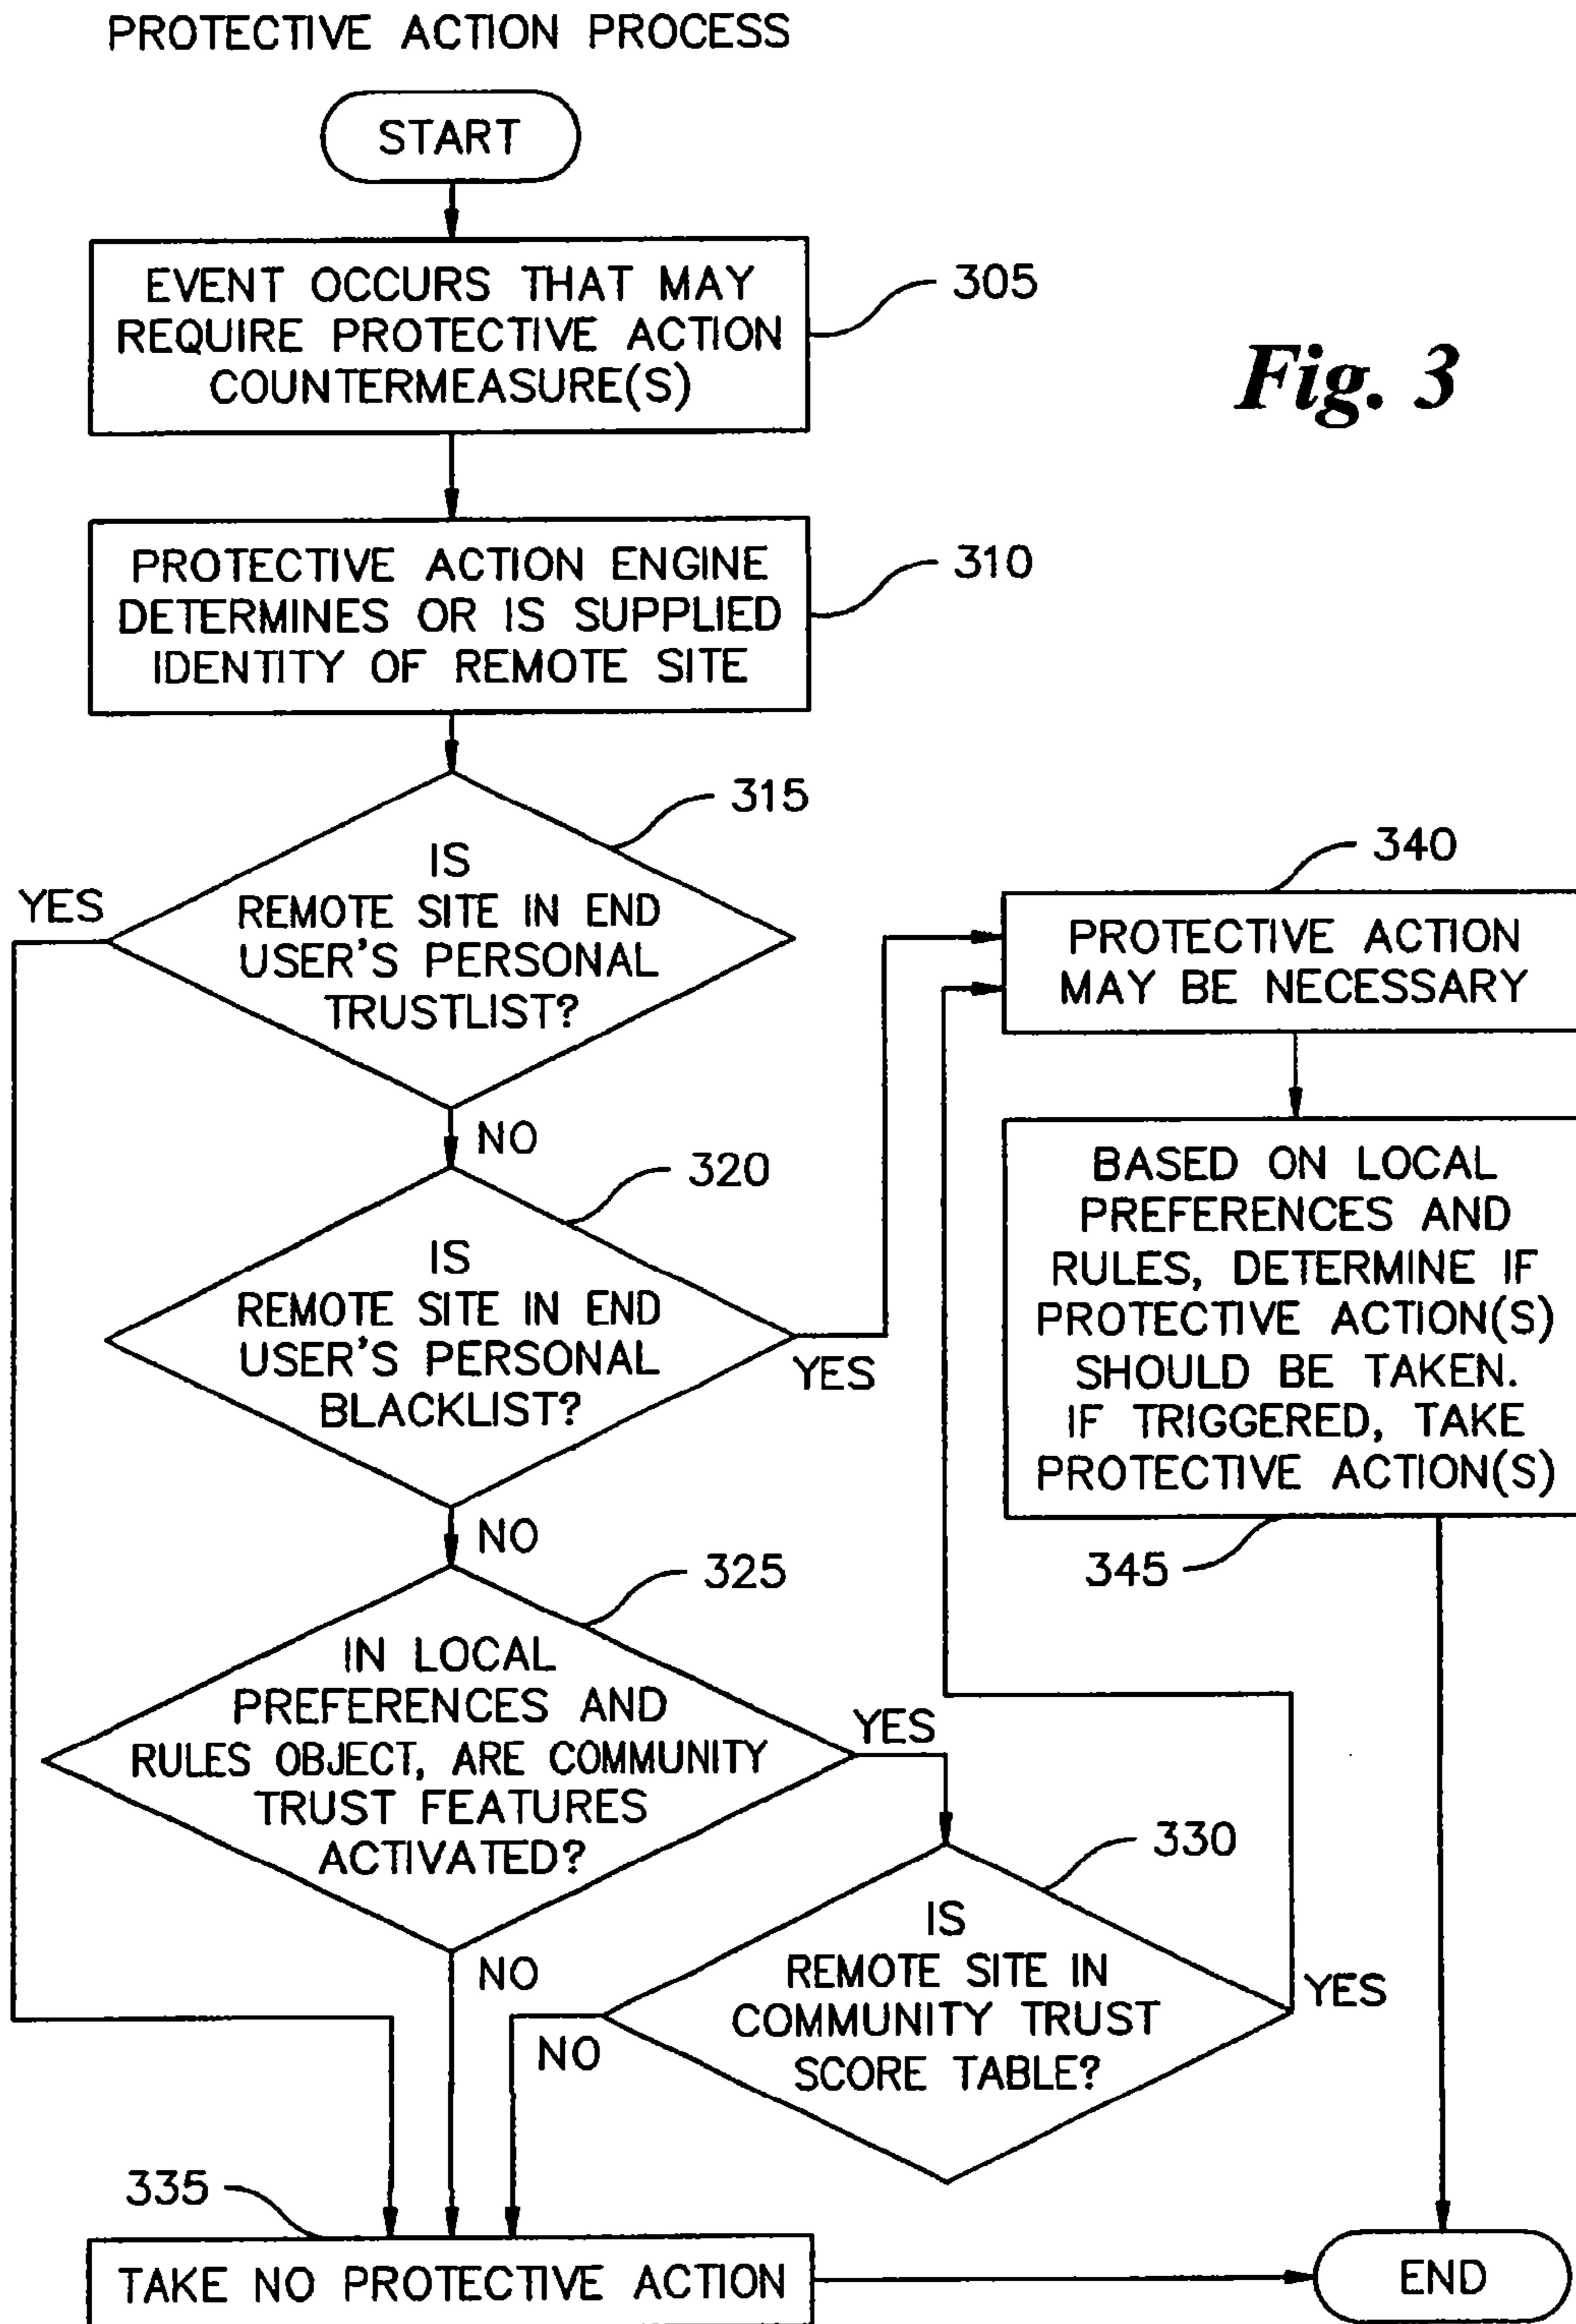 PROTECTIVE ACTION PROCESS
START
EVENT OCCURS THAT MAY
REQUIRE PROTECTIVE ACTION
COUNTERMEASURE(S)
305
Fig. 3
PROTECTIVE ACTION ENGINE
DETERMINES OR IS SUPPLIED
IDENTITY OF REMOTE SITE
310
315
IS
REMOTE SITE IN END
USER'S PERSONAL
TRUSTLIST?
YES
NO
340
PROTECTIVE ACTION
MAY BE NECESSARY
320
IS
REMOTE SITE IN END
USER'S PERSONAL
BLACKLIST?
YES
NO
BASED ON LOCAL
PREFERENCES AND
RULES, DETERMINE IF
PROTECTIVE ACTION(S)
SHOULD BE TAKEN.
IF TRIGGERED, TAKE
PROTECTIVE ACTION(S)
345
325
IN LOCAL
PREFERENCES AND
RULES OBJECT, ARE COMMUNITY
TRUST FEATURES
ACTIVATED?
YES
NO
330
IS
REMOTE SITE IN
COMMUNITY TRUST
SCORE TABLE?
YES
NO
335
TAKE NO PROTECTIVE ACTION
END